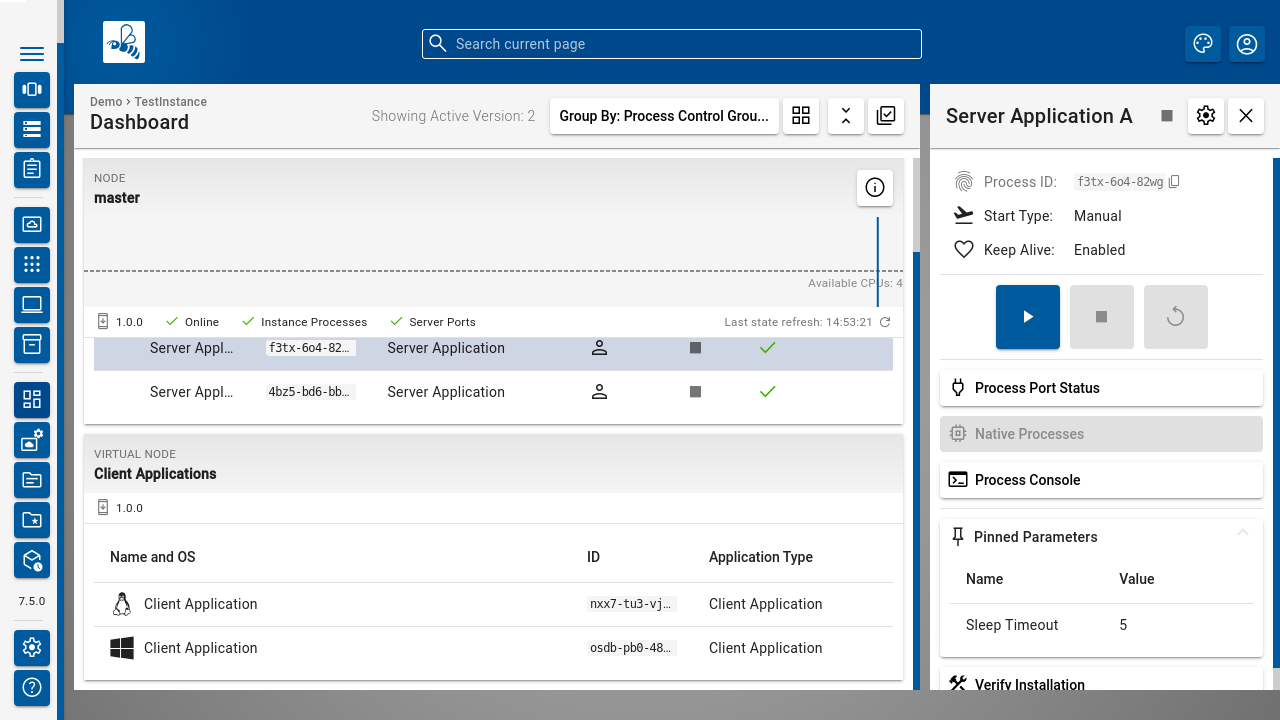 Search current page
Demo › TestInstance
Dashboard
Showing Active Version: 2
Group By: Process Control Grou...
NODE
master
Available CPUs: 4
1.0.0
Online
Instance Processes
Server Ports
Last state refresh: 14:53:21
Server Appl...
f3tx-6o4-82...
Server Application
Server Appl...
4bz5-bd6-bb...
Server Application
VIRTUAL NODE
Client Applications
1.0.0
Name and OS
ID
Application Type
Client Application
nxx7-tu3-vj...
Client Application
Client Application
osdb-pb0-48...
Client Application
7.5.0
Server Application A
Process ID:
f3tx-6o4-82wg
Start Type:
Manual
Keep Alive:
Enabled
Process Port Status
Native Processes
Process Console
Pinned Parameters
Name
Value
Sleep Timeout
5
Verify Installation